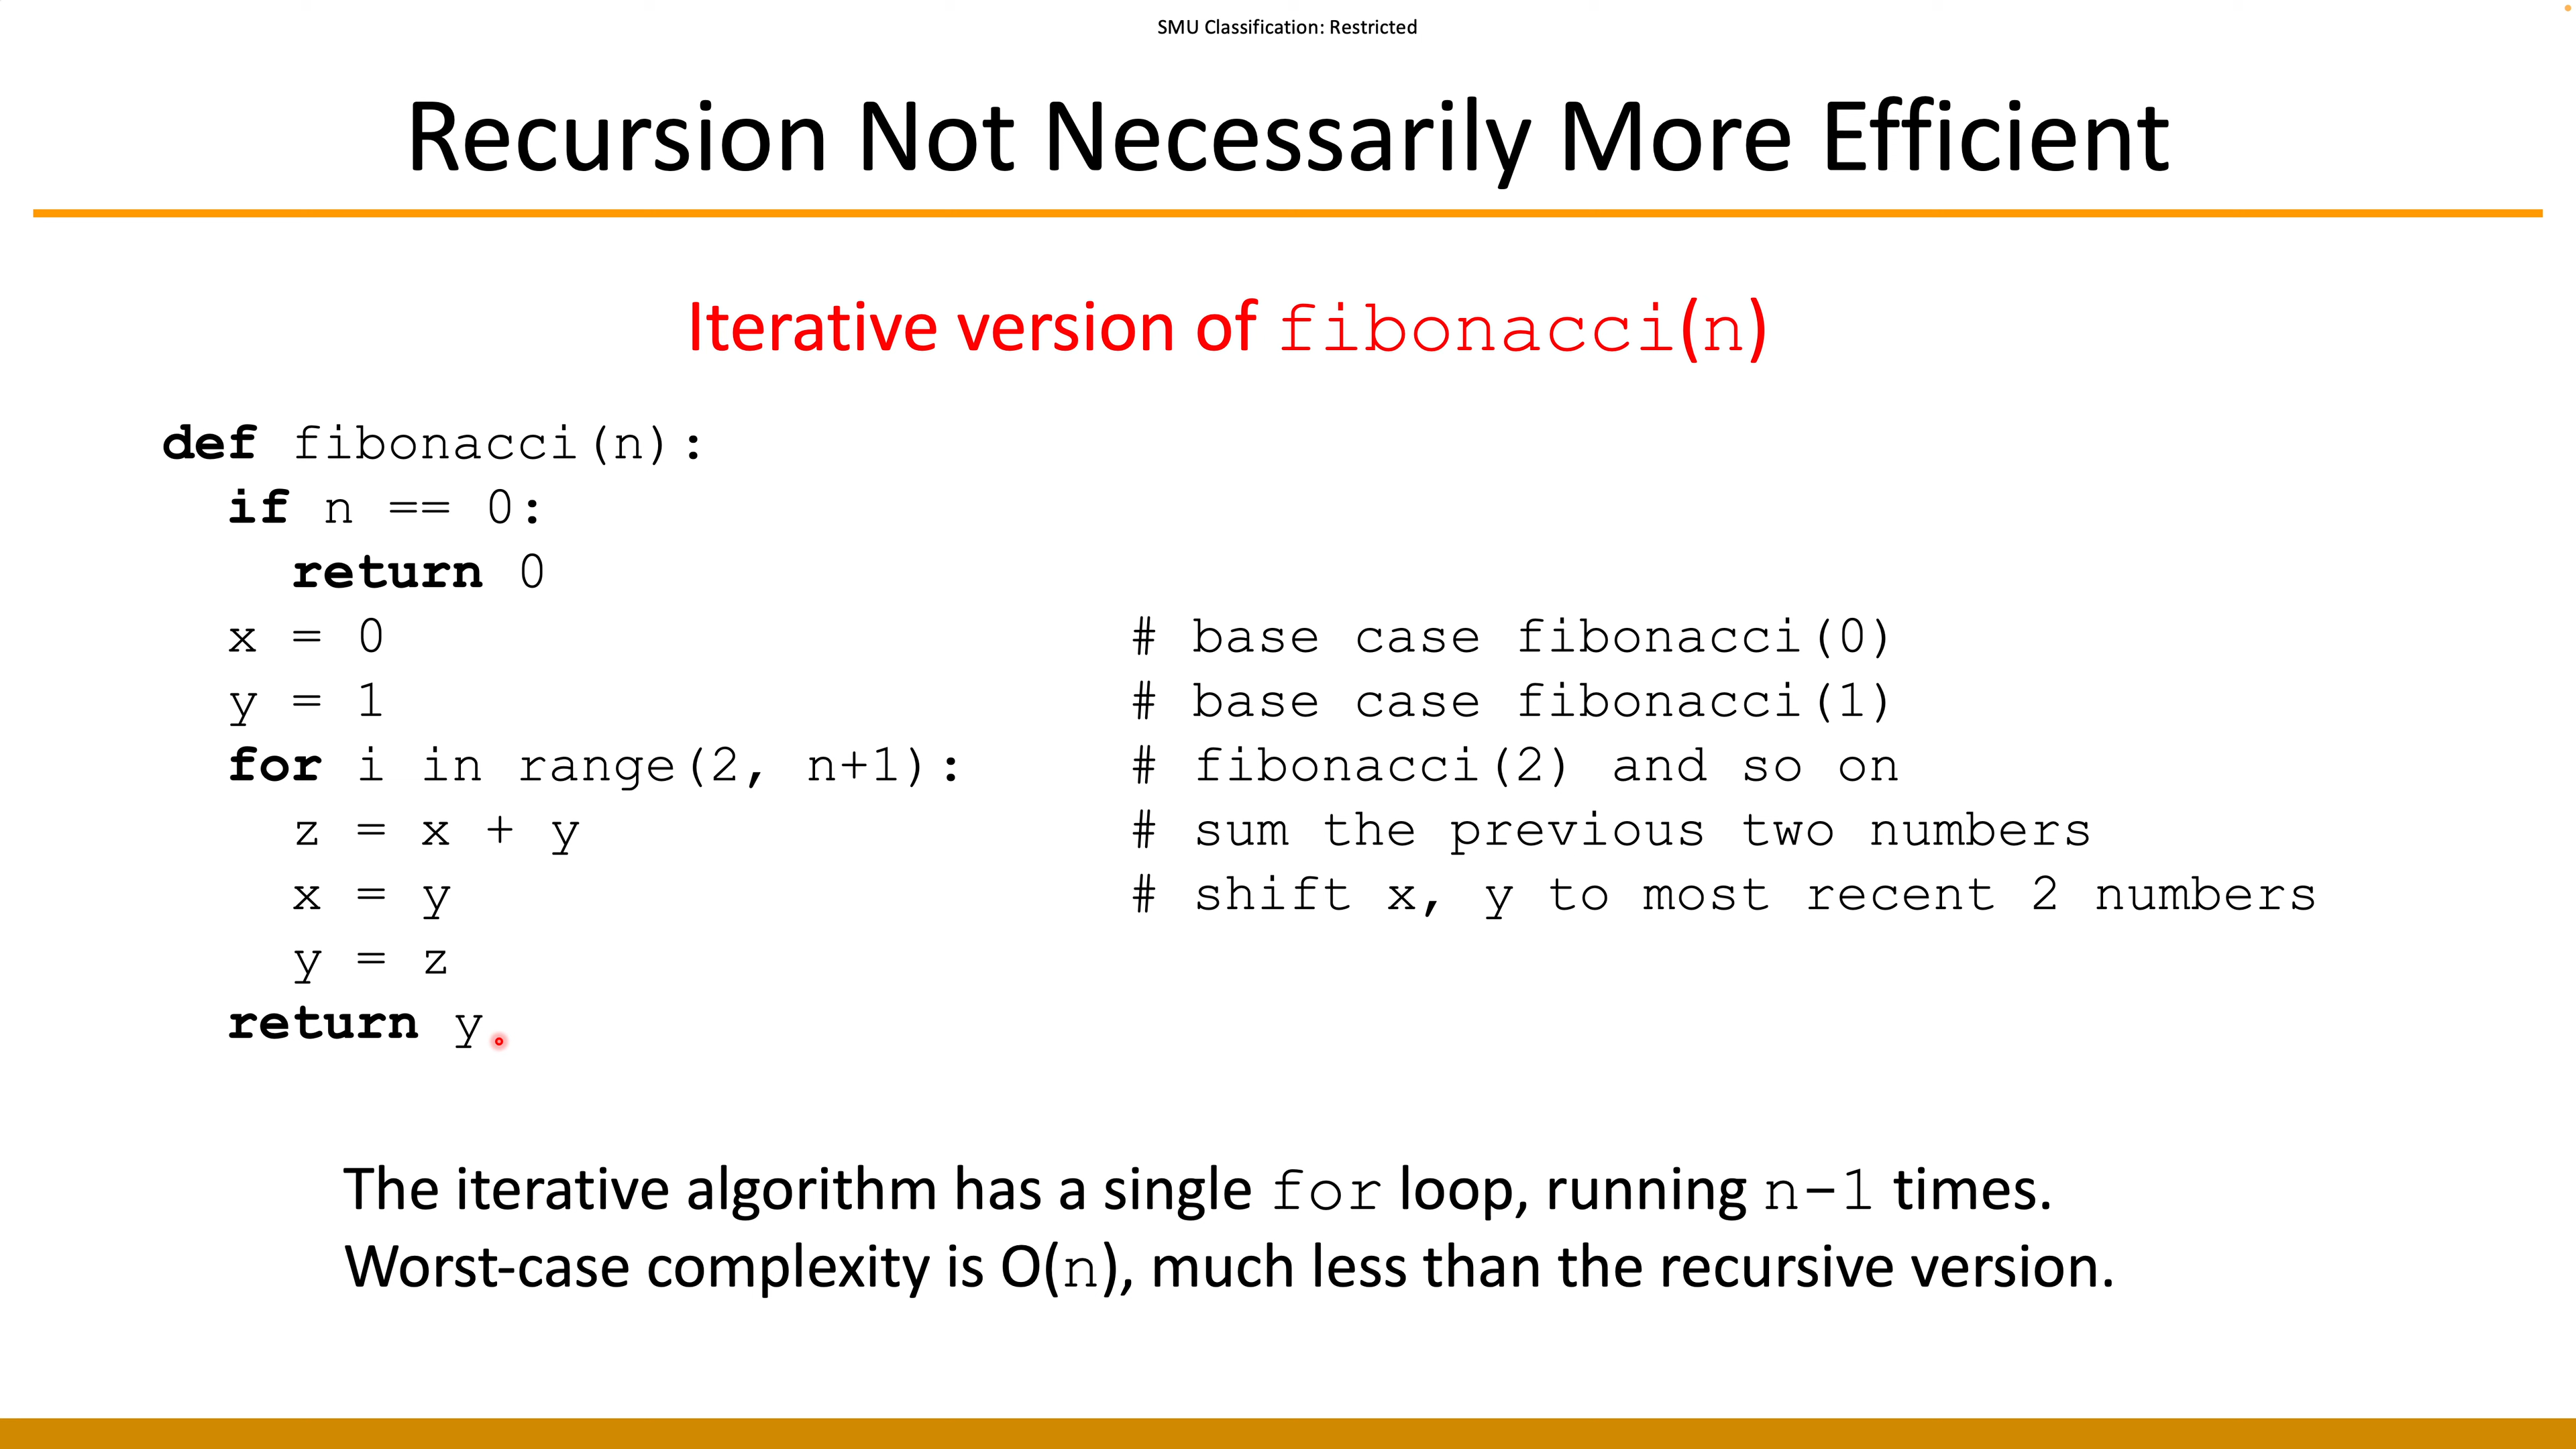 SMU Classification: Restricted
Recursion Not Necessarily More Efficient
Iterative version of fibonacci(n)
def fibonacci(n):
if n == 0:
return 0
x = 0 # base case fibonacci(0)
y = 1 # base case fibonacci(1)
for i in range(2, n+1): # fibonacci(2) and so on
z = x + y # sum the previous two numbers
x = y # shift x, y to most recent 2 numbers
y = z
return y
The iterative algorithm has a single for loop, running n-1 times.
Worst-case complexity is O(n), much less than the recursive version.